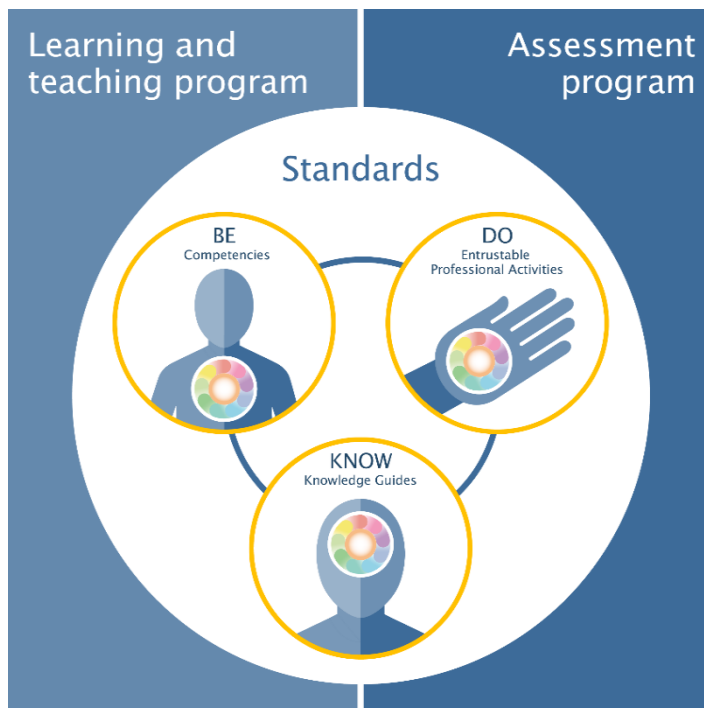 Learning and
teaching program
Assessment
program
Standards
BE
Competencies
DO
Entrustable
Professional Activities
KNOW
Knowledge Guides